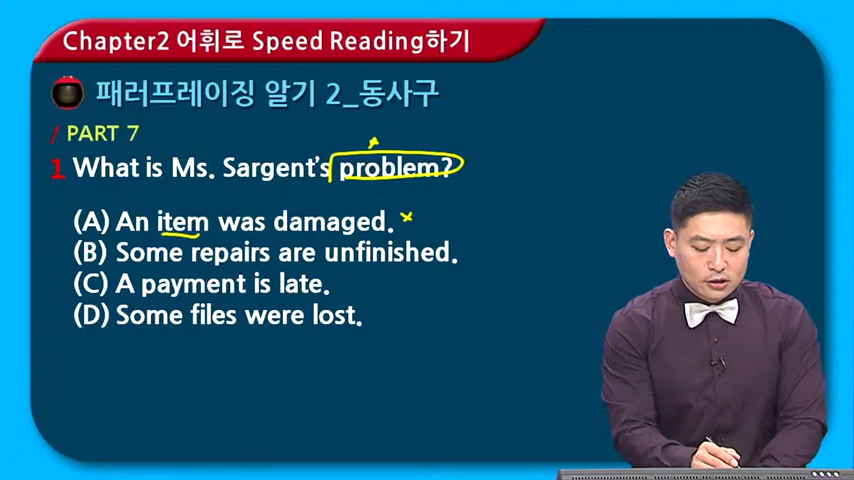 Chapter2 어휘로 Speed Reading하기
패러프레이징 알기 2_동사구
/ PART 7
1 What is Ms. Sargent's problem?
(A) An item was damaged.
(B) Some repairs are unfinished.
(C) A payment is late.
(D) Some files were lost.